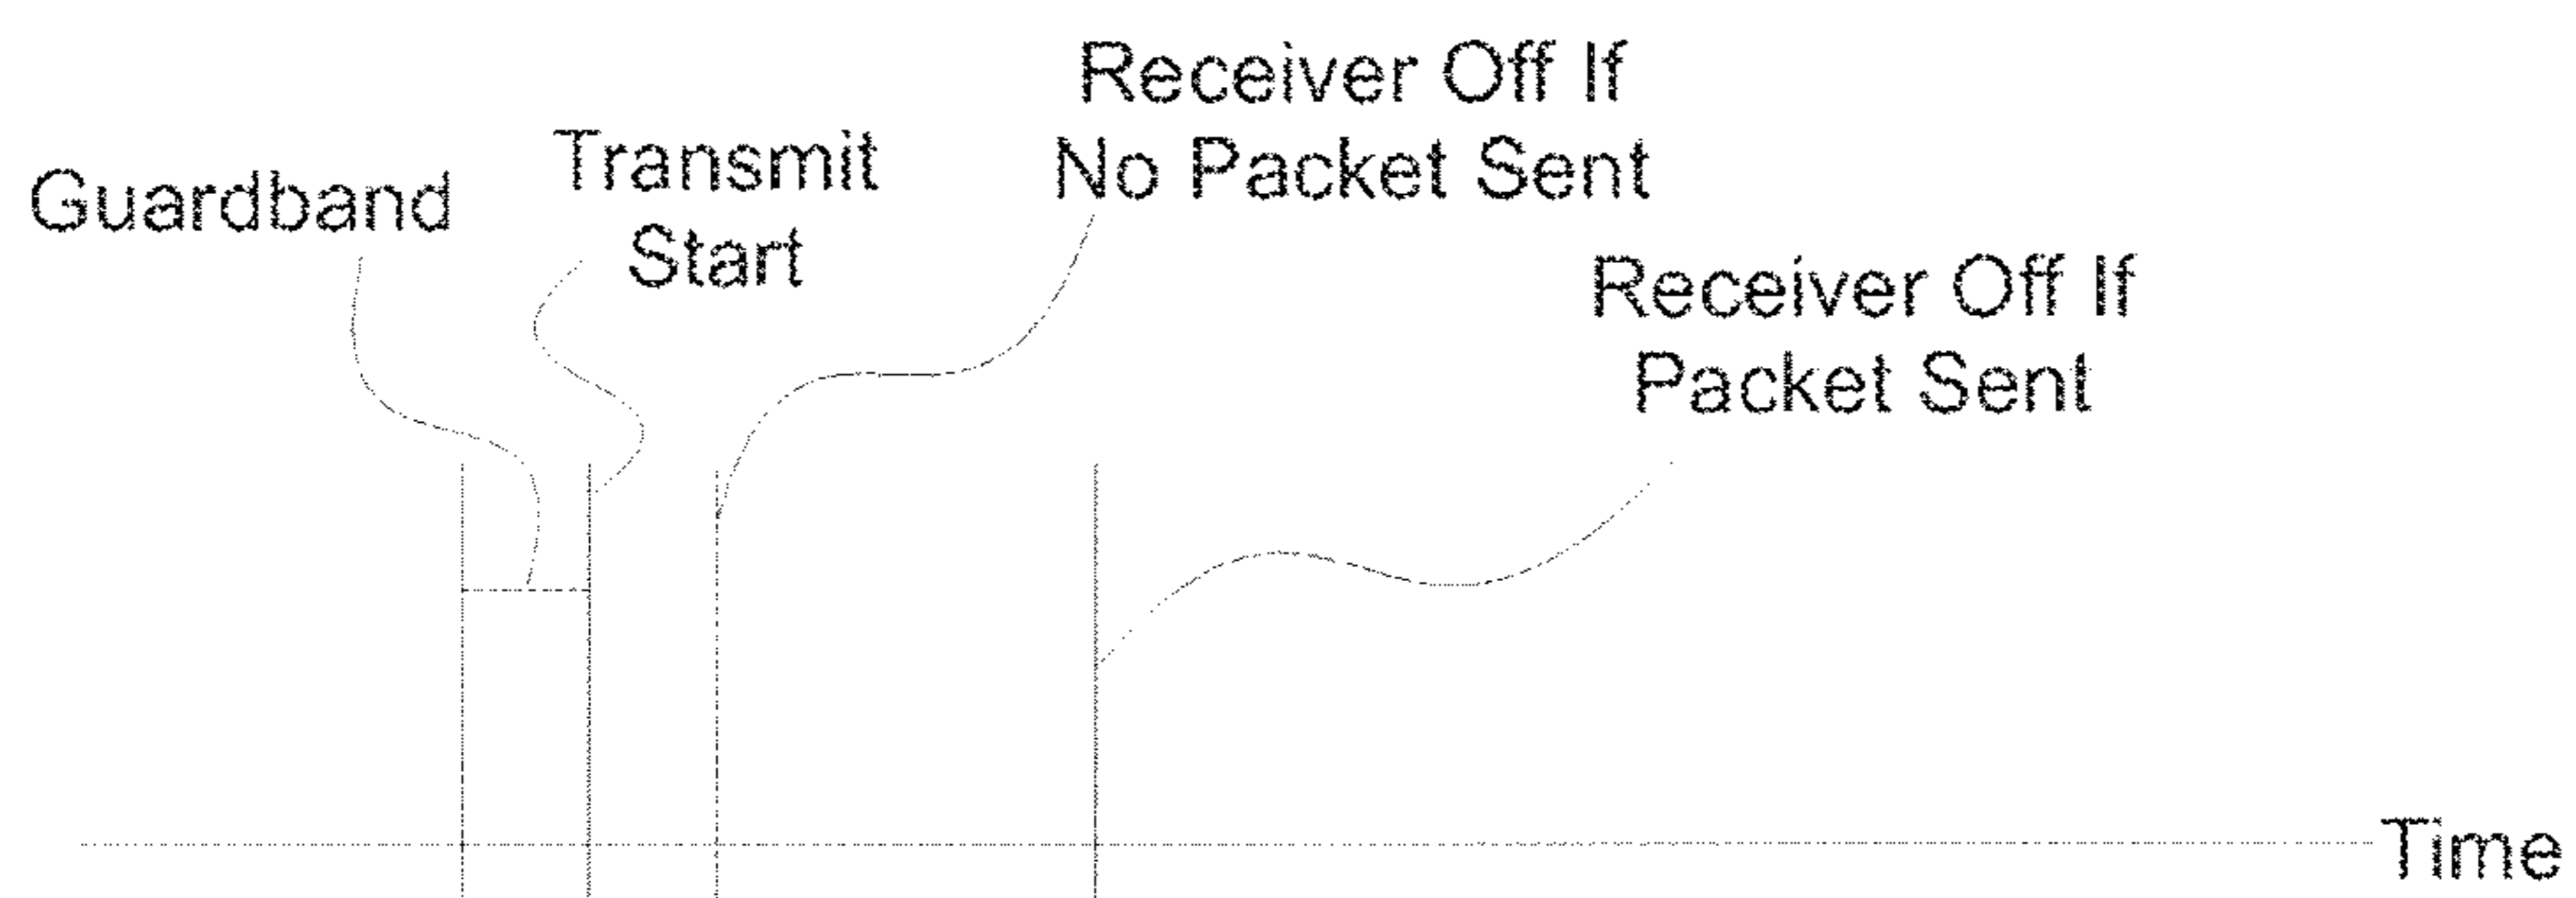 Guardband
Transmit
Start
Receiver Off If
No Packet Sent
Receiver Off If
Packet Sent
Time